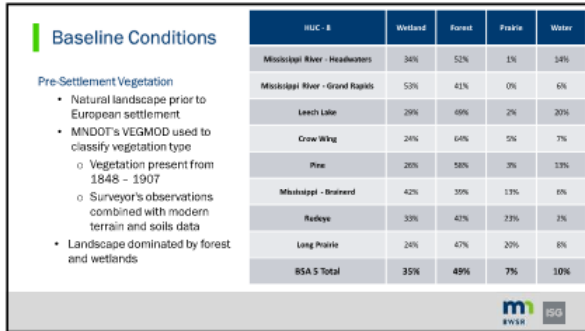 Baseline Conditions
Pre-Settlement Vegetation
• Natural landscape prior to
European settlement
• MNDOT's VEGMOD used to
classify vegetation type
o Vegetation present from
1848 – 1907
o Surveyor's observations
combined with modern
terrain and soils data
• Landscape dominated by forest
and wetlands
HUC - 8 Wetland Forest Prairie Water
Mississippi River - Headwaters 34% 52% 1% 14%
Mississippi River - Grand Rapids 53% 41% 0% 6%
Leech Lake 29% 49% 2% 20%
Crow Wing 24% 64% 5% 7%
Pine 26% 58% 3% 13%
Mississippi - Brainerd 42% 39% 13% 6%
Redeye 33% 42% 23% 2%
Long Prairie 24% 47% 20% 8%
BSA 5 Total 35% 49% 7% 10%
mn
BWSR
ISG